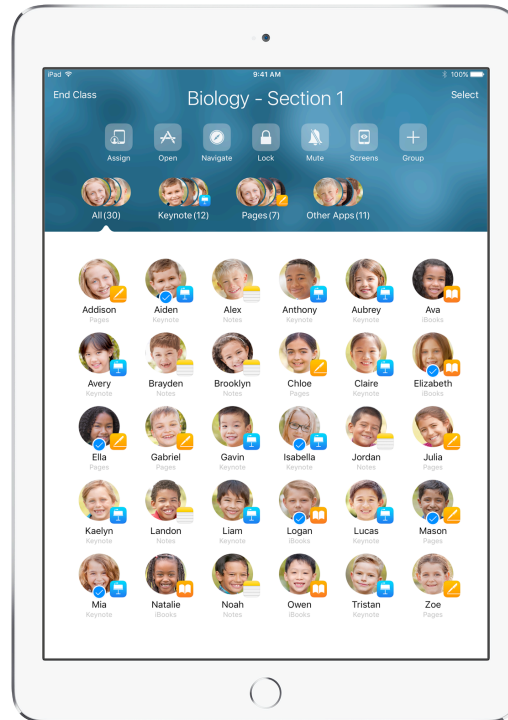 iPad 9:41 AM 100%
End Class Biology - Section 1 Select
Assign Open Navigate Lock Mute Screens Group
All (30) Keynote (12) Pages (7) Other Apps (11)
Addison Aiden Alex Anthony Aubrey Ava
Pages Keynote Notes Keynote Keynote iBooks
Avery Brayden Brooklyn Chloe Claire Elizabeth
Keynote Notes Notes Pages Keynote iBooks
Ella Gabriel Gavin Isabella Jordan Julia
Pages Pages Keynote Keynote Notes Pages
Kaelyn Landon Liam Logan Lucas Mason
Keynote Notes Keynote iBooks Keynote Pages
Mia Natalie Noah Owen Tristan Zoe
Keynote iBooks Notes iBooks Keynote Pages